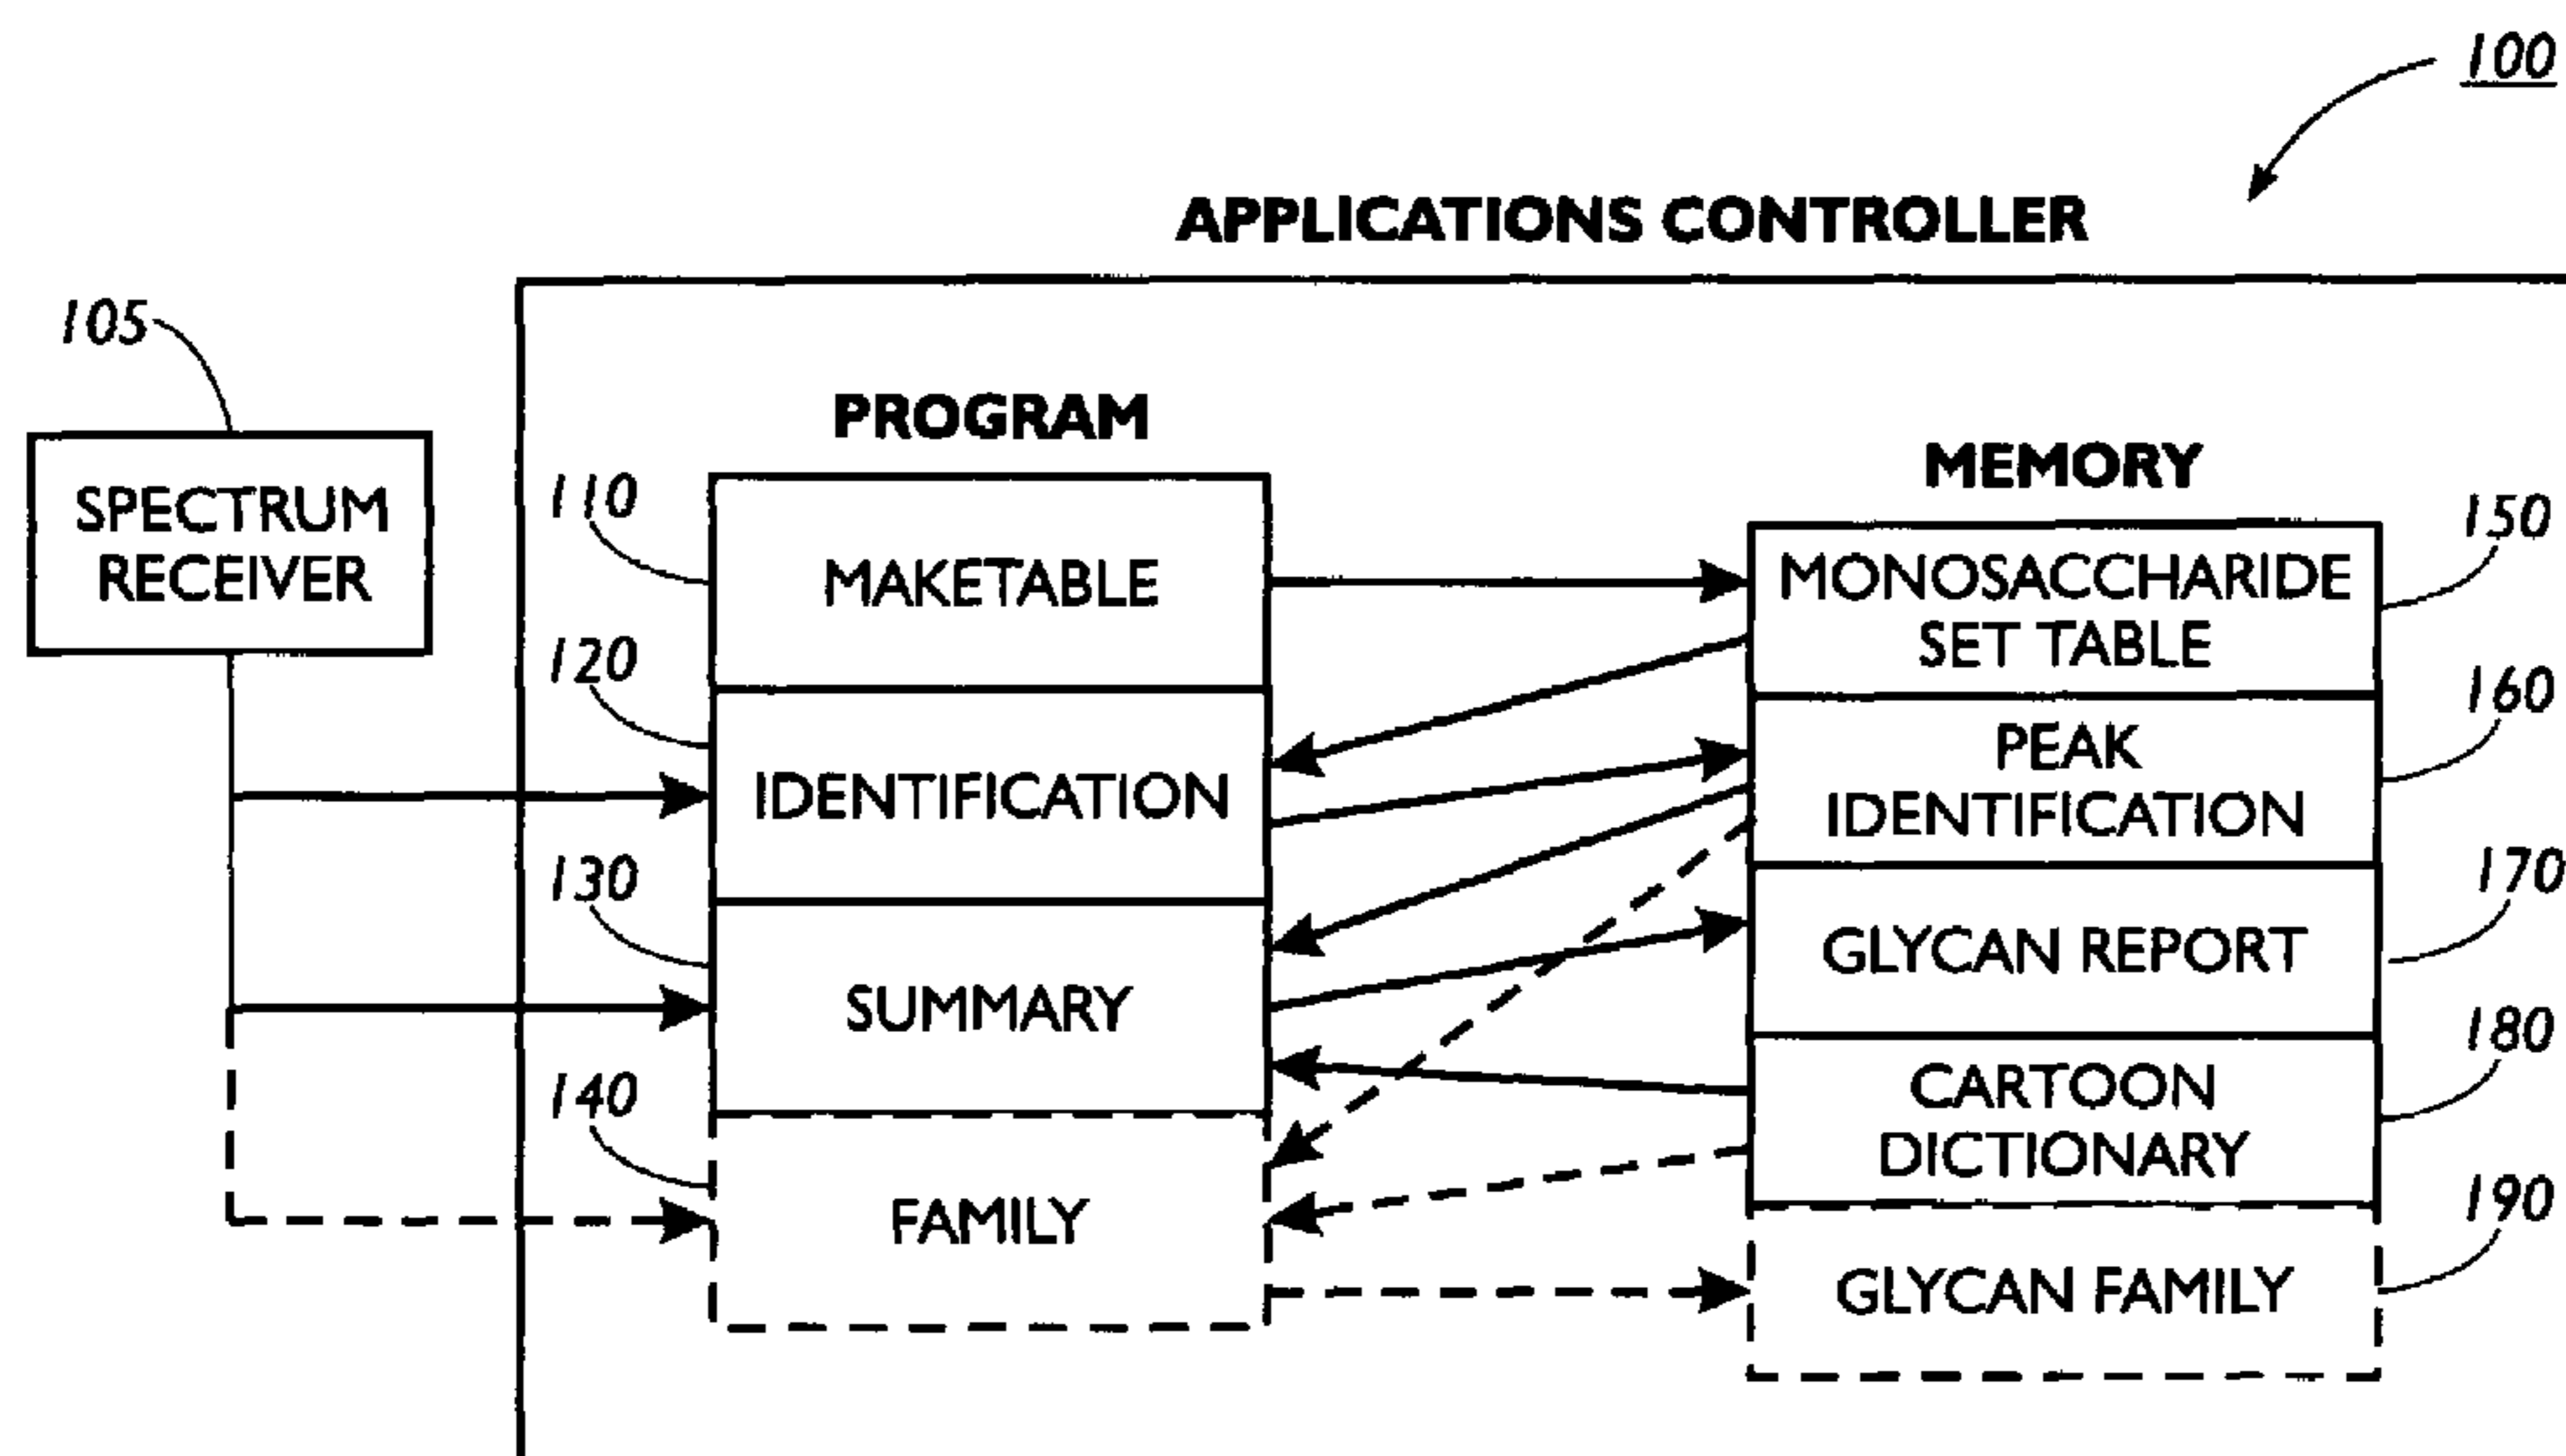 100
APPLICATIONS CONTROLLER
105
SPECTRUM
RECEIVER
PROGRAM
110
MAKETABLE
120
IDENTIFICATION
130
SUMMARY
140
FAMILY
MEMORY
150
MONOSACCHARIDE
SET TABLE
160
PEAK
IDENTIFICATION
170
GLYCAN REPORT
180
CARTOON
DICTIONARY
190
GLYCAN FAMILY